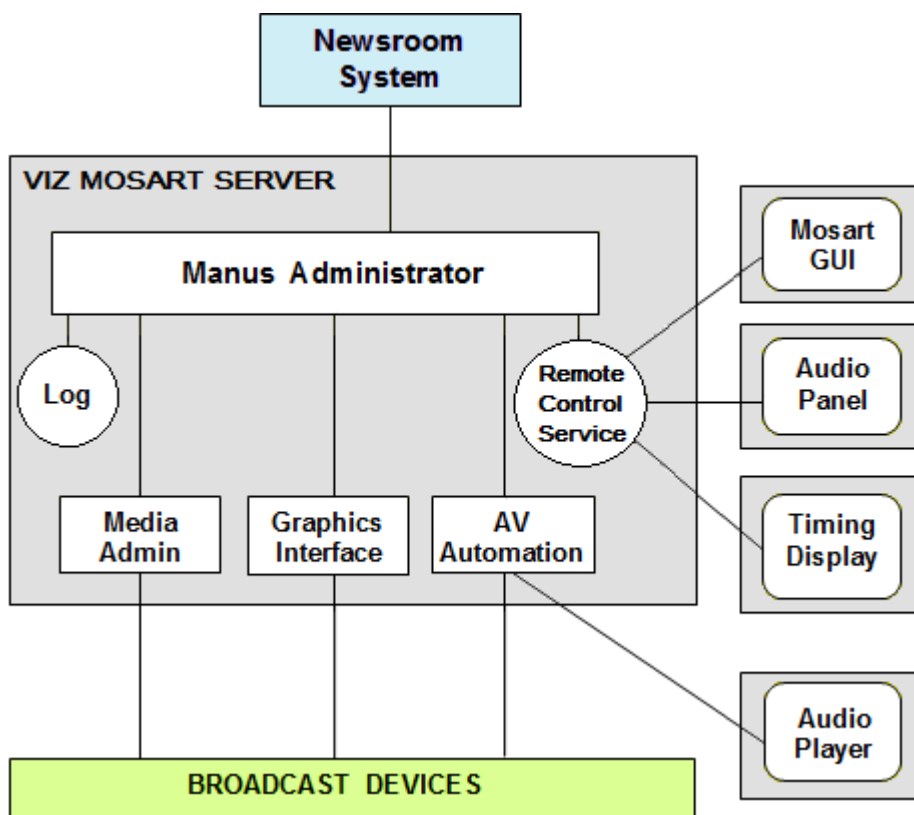 Newsroom
System
VIZ MOSART SERVER
Manus Administrator
Log
Remote
Control
Service
Media
Admin
Graphics
Interface
AV
Automation
Mosart
GUI
Audio
Panel
Timing
Display
Audio
Player
BROADCAST DEVICES